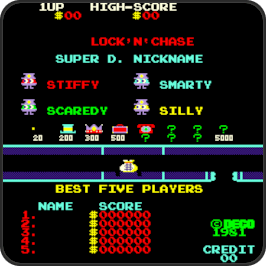 1UP HIGH-SCORE
$00 $00
LOCK'N'CHASE
SUPER D. NICKNAME
STIFFY SMARTY
SCAREDY SILLY
20 200 300 500 ? ? ? 5000
?
BEST FIVE PLAYERS
NAME SCORE
1. $000000
2. $000000
3. $000000
4. $000000
5. $000000
© DECO
1981
CREDIT
00